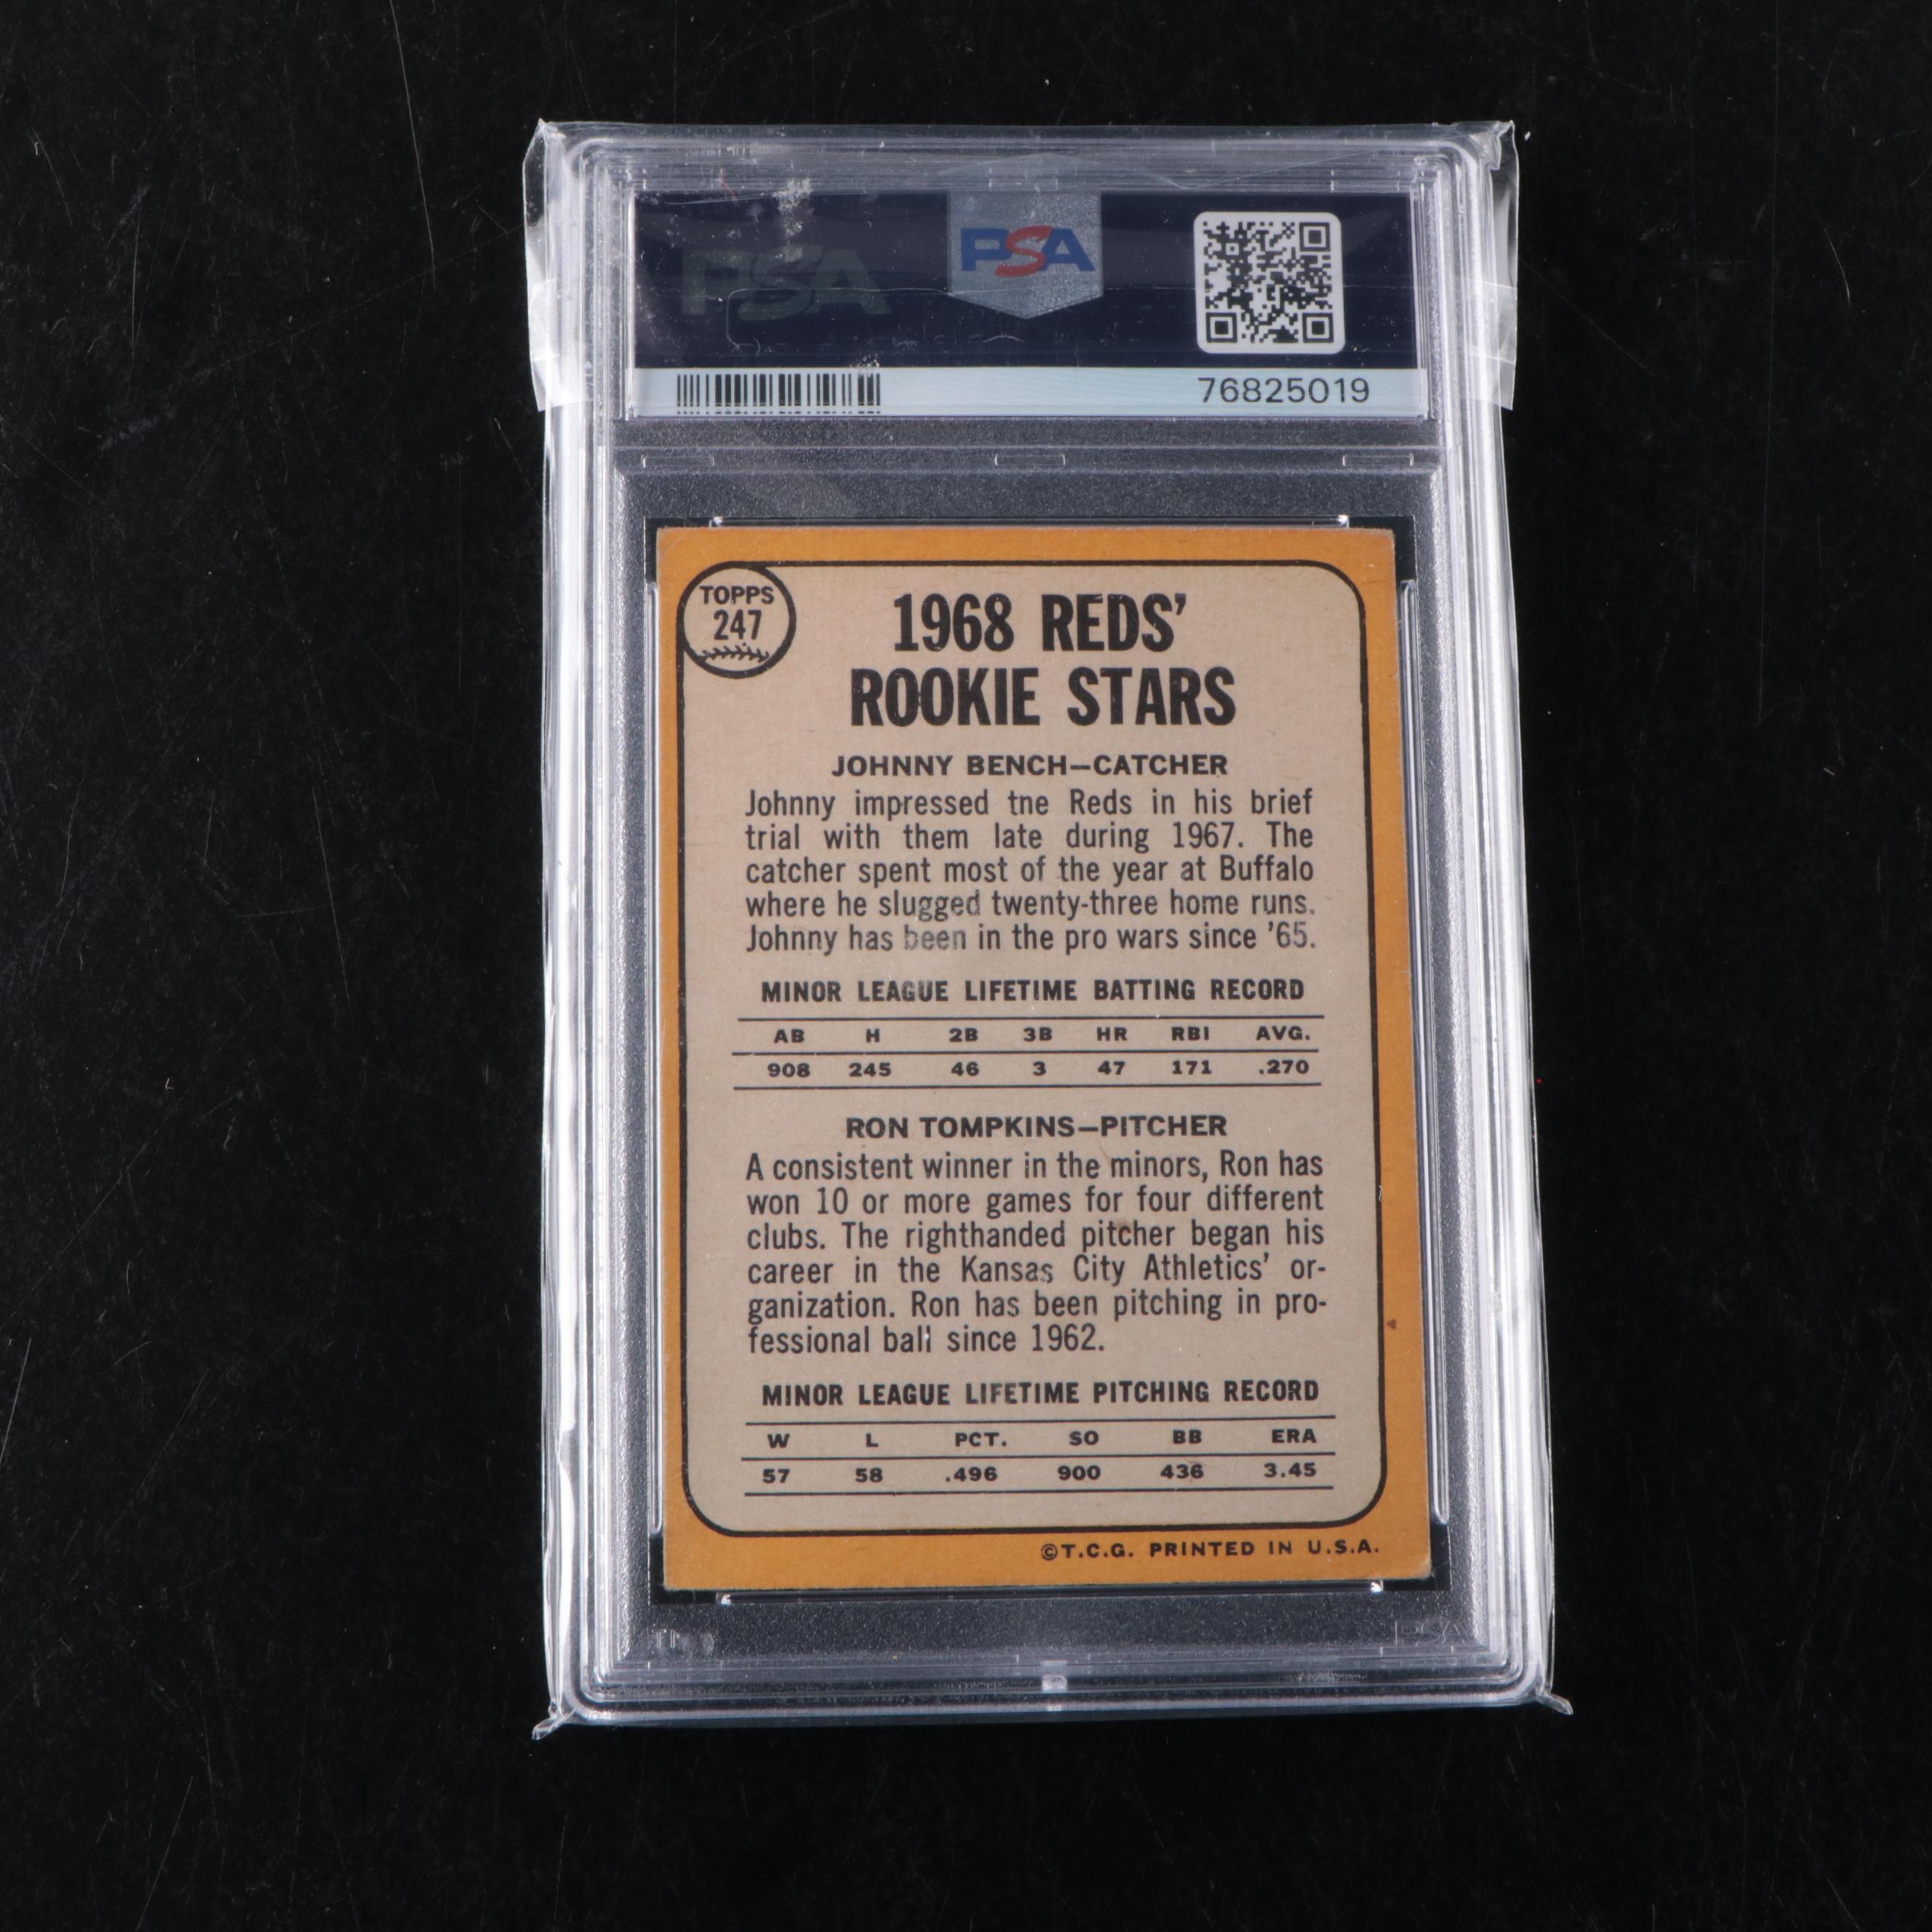 PSA
PSA
76825019
TOPPS
247
1968 REDS’
ROOKIE STARS
JOHNNY BENCH—CATCHER
Johnny impressed tne Reds in his brief
trial with them late during 1967. The
catcher spent most of the year at Buffalo
where he slugged twenty-three home runs.
Johnny has been in the pro wars since ’65.
MINOR LEAGUE LIFETIME BATTING RECORD
AB H 2B 3B HR RBI AVG.
908 245 46 3 47 171 .270
RON TOMPKINS—PITCHER
A consistent winner in the minors, Ron has
won 10 or more games for four different
clubs. The righthanded pitcher began his
career in the Kansas City Athletics’ or-
ganization. Ron has been pitching in pro-
fessional ball since 1962.
MINOR LEAGUE LIFETIME PITCHING RECORD
W L PCT. SO BB ERA
57 58 .496 900 436 3.45
©T.C.G. PRINTED IN U.S.A.
PSA